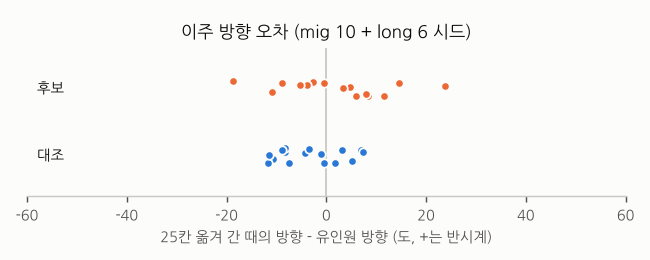 이주 방향 오차 (mig 10 + long 6 시드)
후보
대조
-60 -40 -20 0 20 40 60
25칸 옮겨 간 때의 방향 - 유인원 방향 (도, +는 반시계)